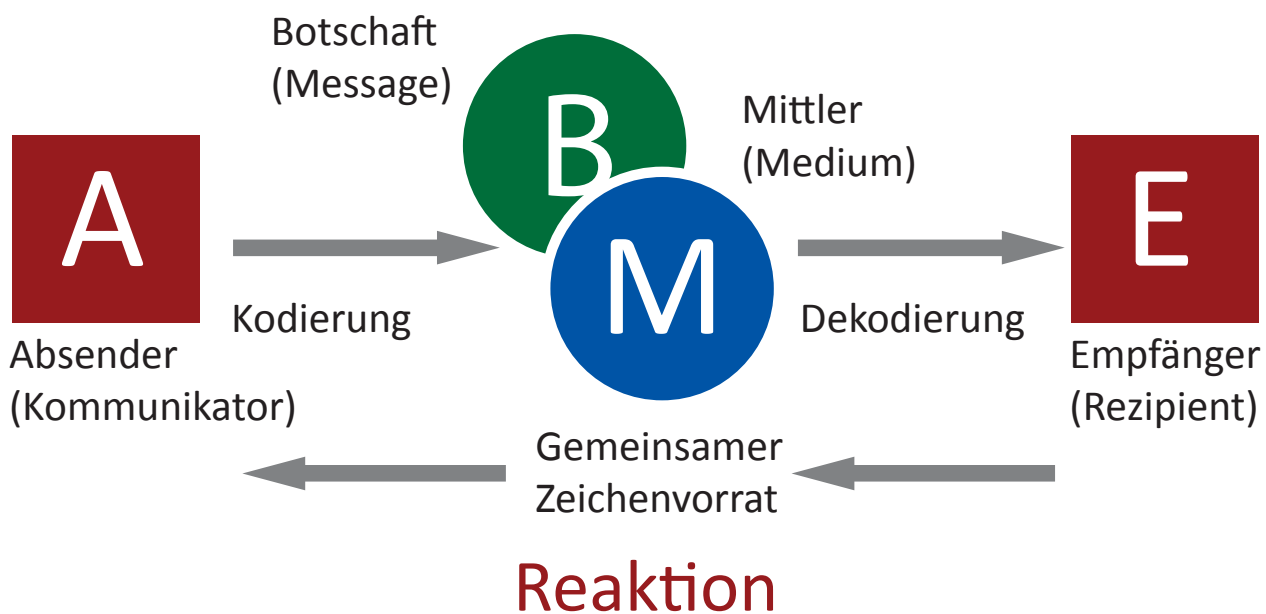 Botschaft
(Message)
B
Mittler
(Medium)
A
E
M
Kodierung
Dekodierung
Absender
(Kommunikator)
Empfänger
(Rezipient)
Gemeinsamer
Zeichenvorrat
Reaktion